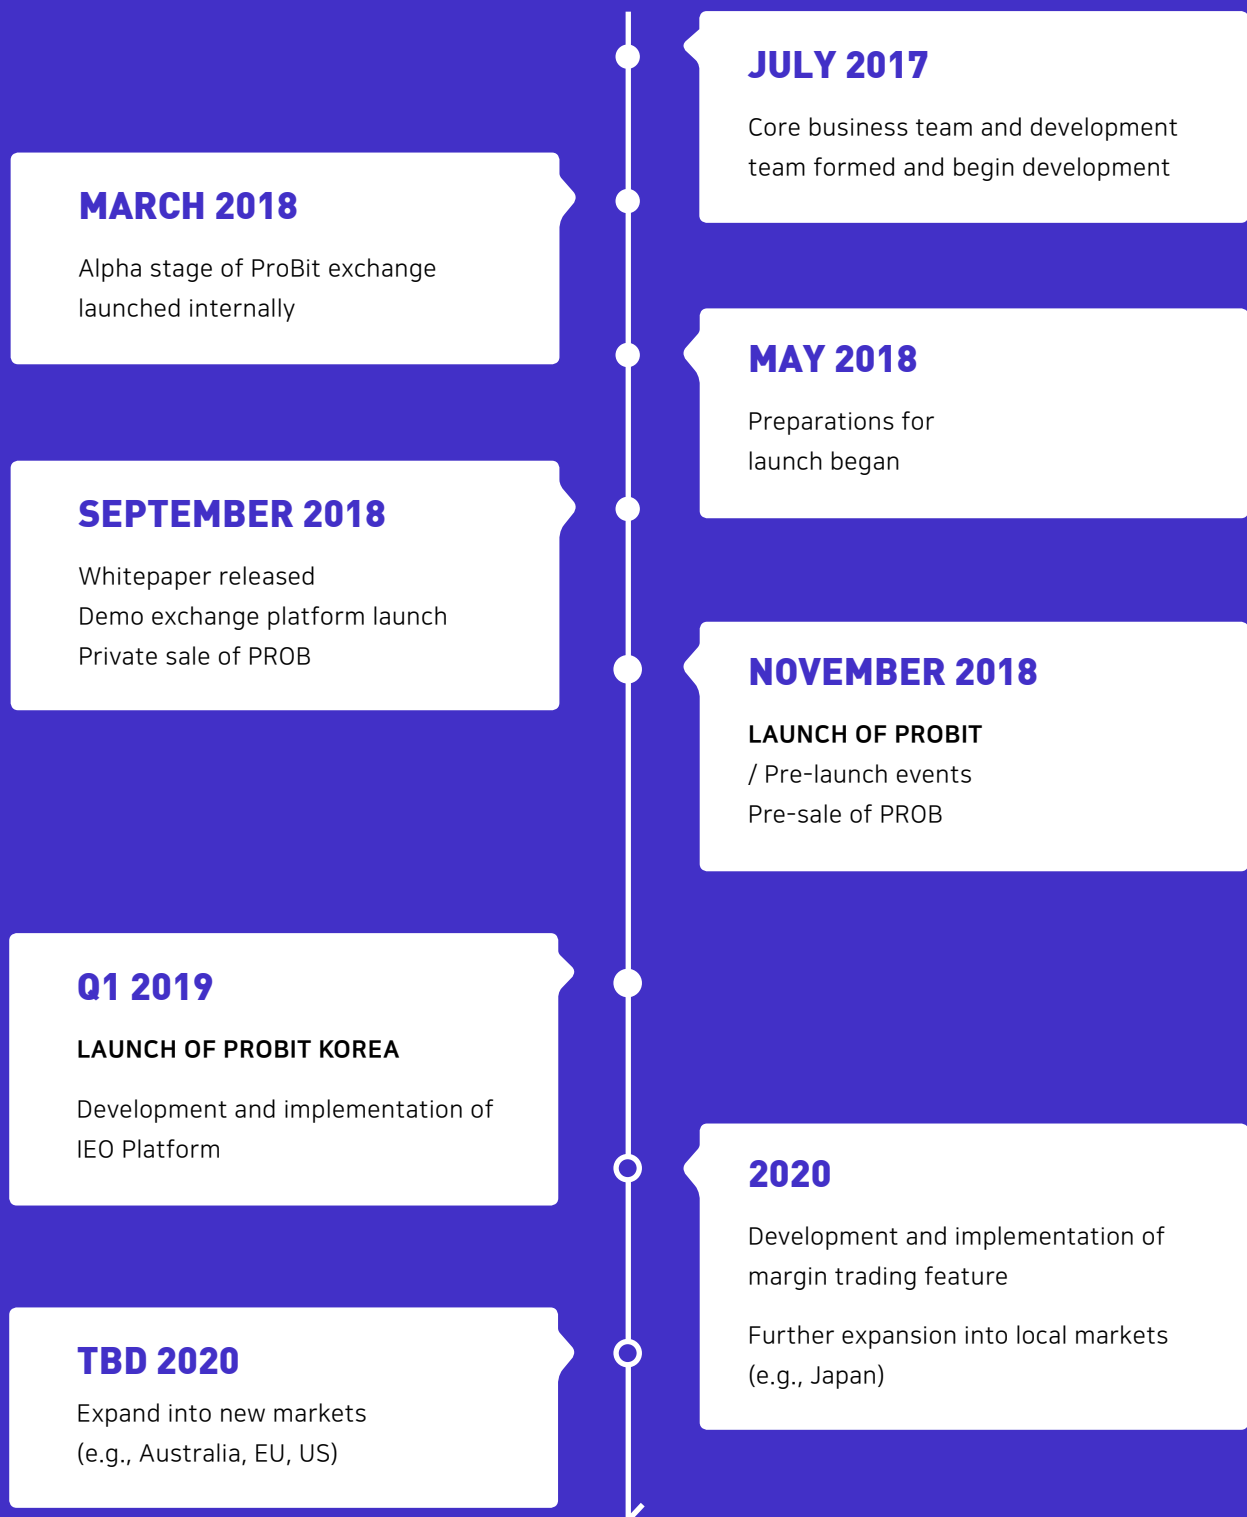 JULY 2017
Core business team and development
team formed and begin development
MARCH 2018
Alpha stage of ProBit exchange
launched internally
MAY 2018
Preparations for
launch began
SEPTEMBER 2018
Whitepaper released
Demo exchange platform launch
Private sale of PROB
NOVEMBER 2018
LAUNCH OF PROBIT
/ Pre-launch events
Pre-sale of PROB
Q1 2019
LAUNCH OF PROBIT KOREA
Development and implementation of
IEO Platform
2020
Development and implementation of
margin trading feature
Further expansion into local markets
(e.g., Japan)
TBD 2020
Expand into new markets
(e.g., Australia, EU, US)